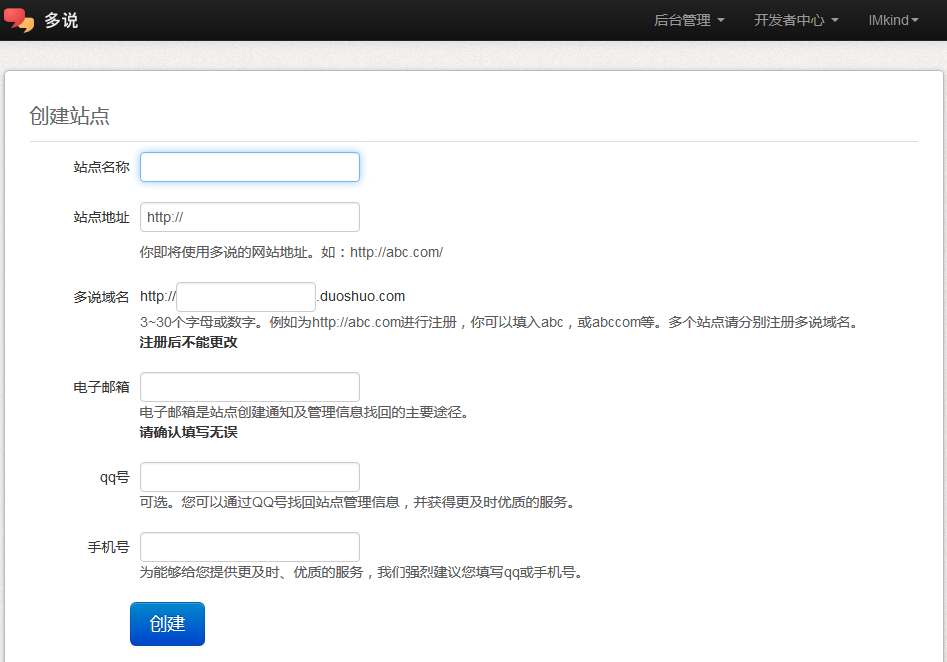 多说 后台管理 开发者中心 IMkind
创建站点
站点名称
站点地址 http://
你即将使用多说的网站地址。如：http://abc.com/
多说域名 http:// .duoshuo.com
3~30个字母或数字。例如为http://abc.com进行注册，你可以填入abc，或abccom等。多个站点请分别注册多说域名。
注册后不能更改
电子邮箱
电子邮箱是站点创建通知及管理信息找回的主要途径。
请确认填写无误
qq号
可选。您可以通过QQ号找回站点管理信息，并获得更及时优质的服务。
手机号
为能够给您提供更及时、优质的服务，我们强烈建议您填写qq或手机号。
创建